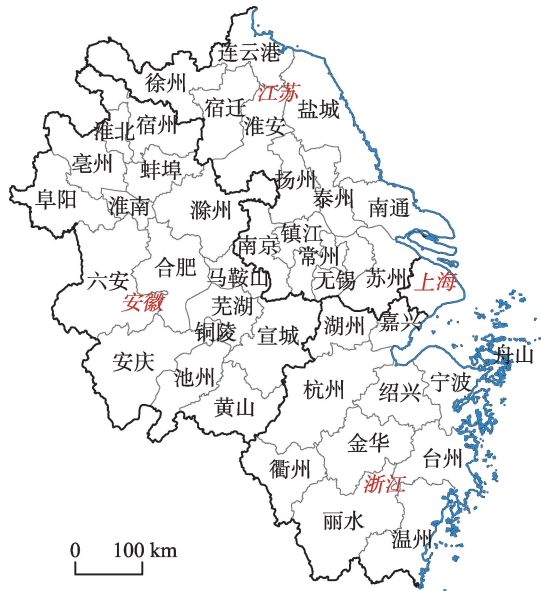 连云港
徐州
江苏
宿迁
盐城
淮北
宿州
淮安
亳州
蚌埠
扬州
阜阳
淮南
滁州
泰州
南通
南京
镇江
常州
六安
合肥
马鞍山
无锡
苏州
上海
安徽
芜湖
铜陵
宣城
湖州
嘉兴
安庆
池州
舟山
杭州
绍兴
宁波
黄山
金华
台州
衢州
浙江
丽水
温州
0 100 km